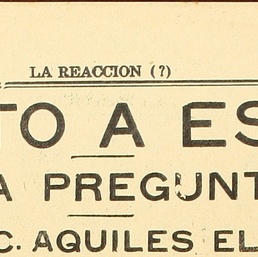 LA REACCION (?)
TO A ES
A PREGUNT
C. AQUILES EL